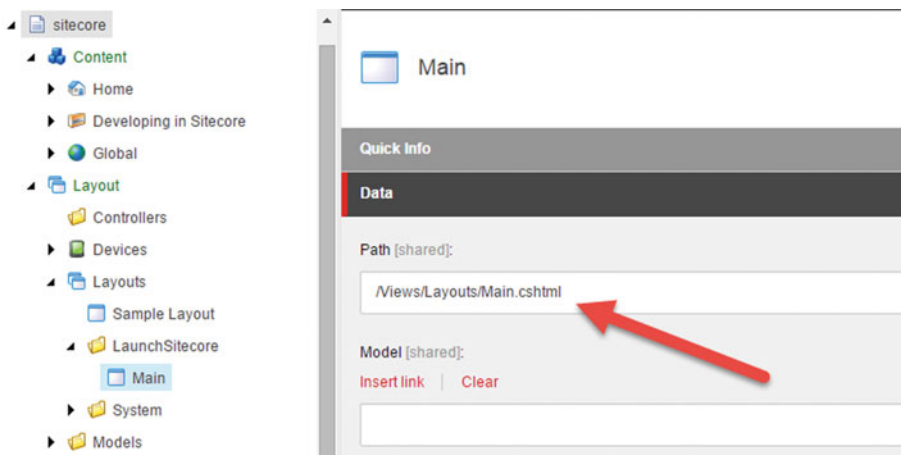 sitecore
Content
Home
Developing in Sitecore
Global
Layout
Controllers
Devices
Layouts
Sample Layout
LaunchSitecore
Main
System
Models
Main
Quick Info
Data
Path [shared]:
/Views/Layouts/Main.cshtml
Model [shared]:
Insert link Clear